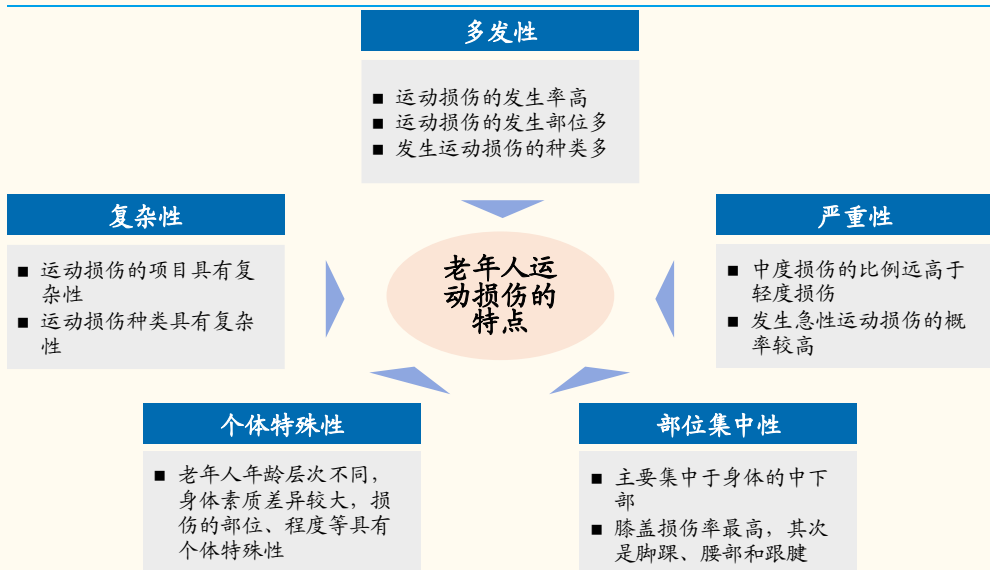 多发性
■ 运动损伤的发生率高
■ 运动损伤的发生部位多
■ 发生运动损伤的种类多
复杂性
■ 运动损伤的项目具有复
杂性
■ 运动损伤种类具有复杂
性
老年人运
动损伤的
特点
严重性
■ 中度损伤的比例远高于
轻度损伤
■ 发生急性运动损伤的概
率较高
个体特殊性
■ 老年人年龄层次不同，
身体素质差异较大，损
伤的部位、程度等具有
个体特殊性
部位集中性
■ 主要集中于身体的中下
部
■ 膝盖损伤率最高，其次
是脚踝、腰部和跟腱